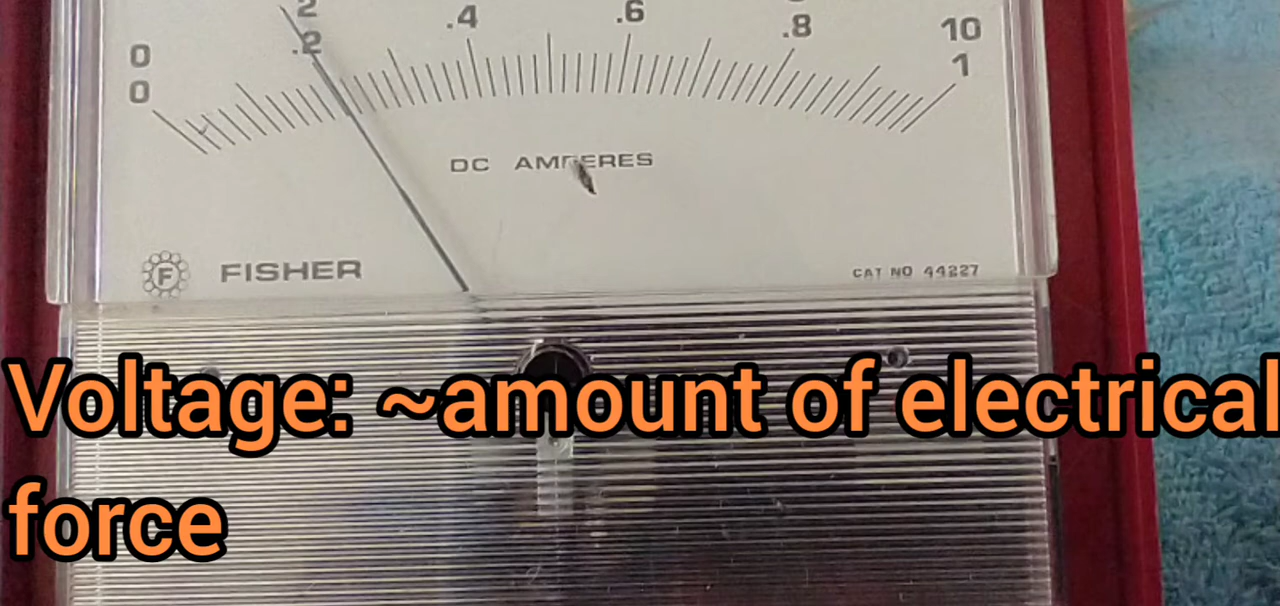 2 .4 .6 .8 10
0 .2 1
0
DC AMPERES
F FISHER
CAT NO 44227
Voltage: ~amount of electrical
force